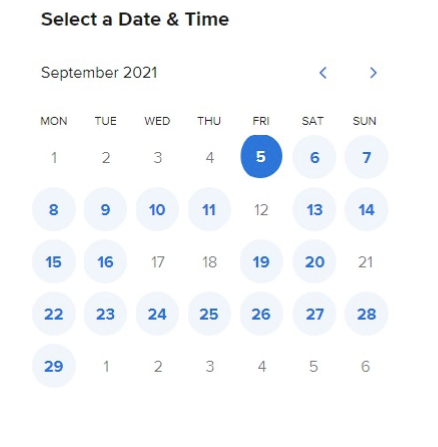 Select a Date & Time
September 2021
MON TUE WED THU FRI SAT SUN
1 2 3 4 5 6 7
8 9 10 11 12 13 14
15 16 17 18 19 20 21
22 23 24 25 26 27 28
29 1 2 3 4 5 6